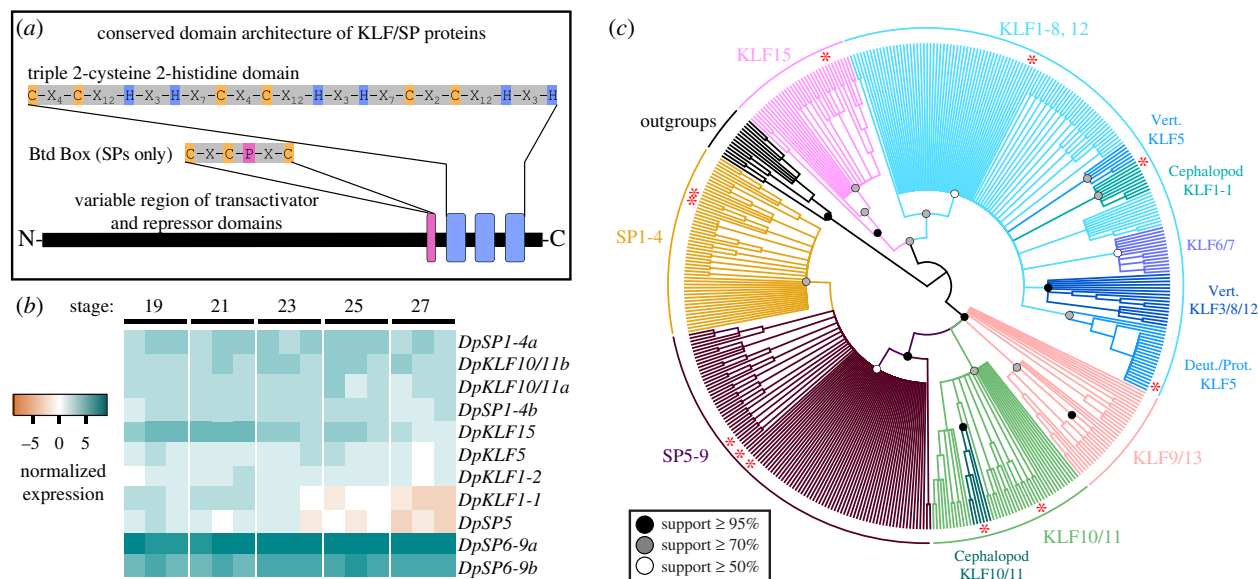 (a)
conserved domain architecture of KLF/SP proteins
triple 2-cysteine 2-histidine domain
C-X4-C-X12-H-X3-H-X7-C-X4-C-X12-H-X3-H-X7-C-X2-C-X12-H-X3-H
Btd Box (SPs only)
C-X-C-P-X-C
variable region of transactivator
and repressor domains
N-
-C
(b)
stage:
19 21 23 25 27
DpSP1-4a
DpKLF10/11b
DpKLF10/11a
DpSP1-4b
DpKLF15
DpKLF5
DpKLF1-2
DpKLF1-1
DpSP5
DpSP6-9a
DpSP6-9b
−5 0 5
normalized
expression
(c)
KLF15
*
KLF1-8, 12
*
Vert.
KLF5
*
Cephalopod
KLF1-1
KLF6/7
Vert.
KLF3/8/12
Deut./Prot.
KLF5
*
KLF9/13
KLF10/11
*
Cephalopod
KLF10/11
*
SP5-9
* * *
SP1-4
* *
outgroups
support ≥ 95%
support ≥ 70%
support ≥ 50%